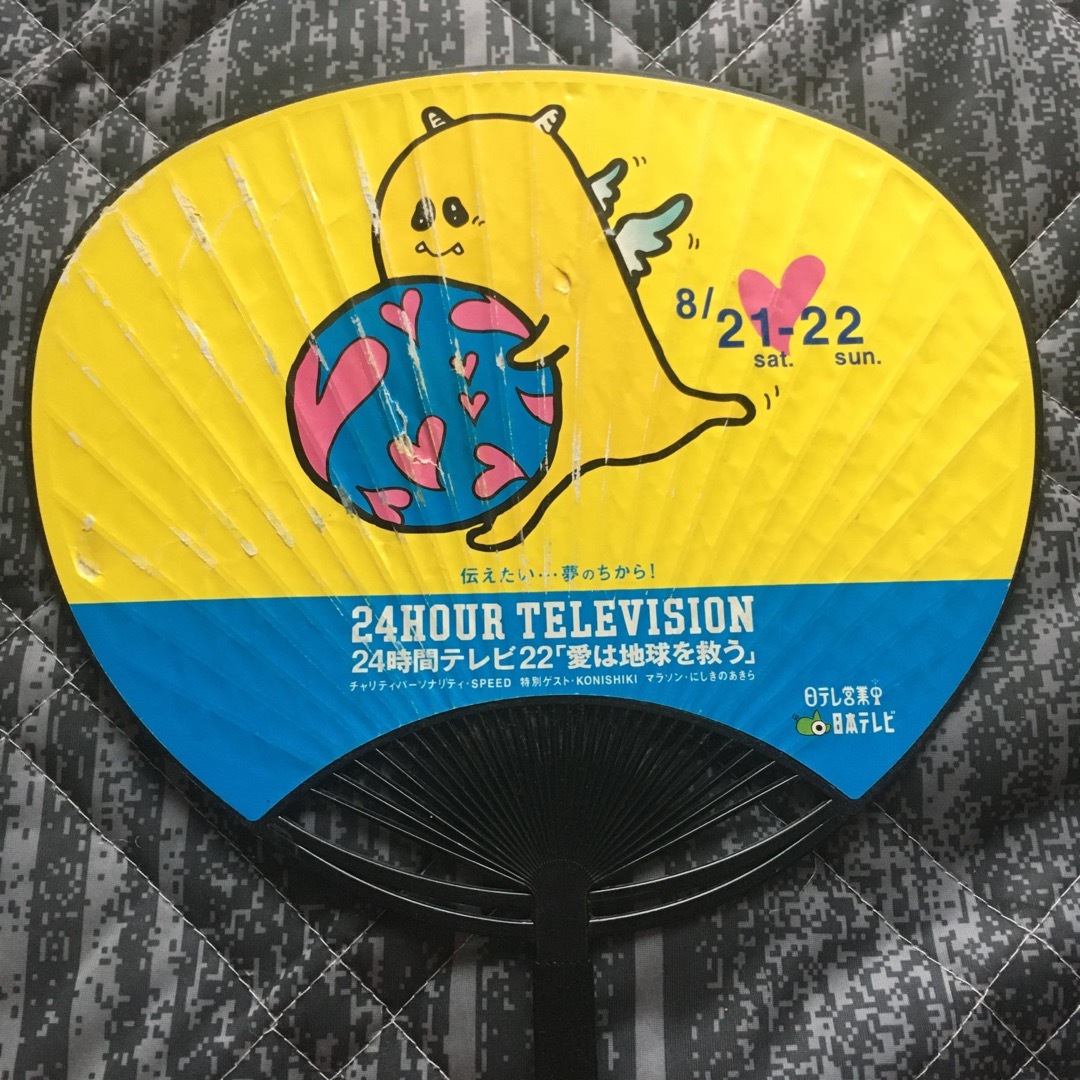 8/21-22
sat. sun.
伝えたい…夢のちから!
24HOUR TELEVISION
24時間テレビ22「愛は地球を救う」
チャリティパーソナリティ・SPEED 特別ゲスト・KONISHIKI マラソン・にしきのあきら
日テレ営業中
日本テレビ